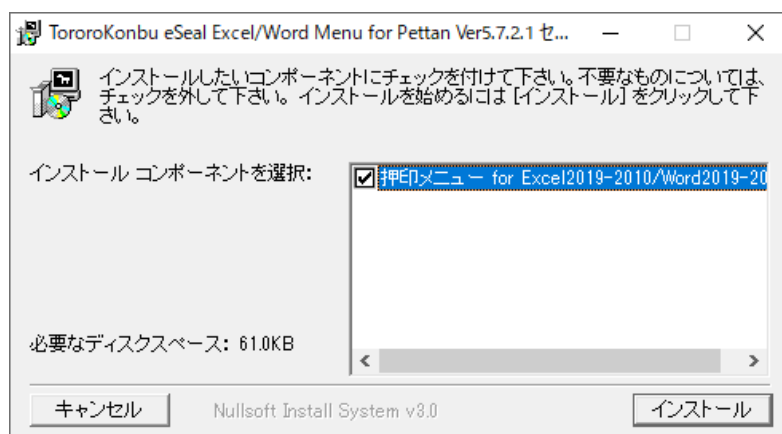 TororoKonbu eSeal Excel/Word Menu for Pettan Ver5.7.2.1 セ...
インストールしたいコンポーネントにチェックを付けて下さい。不要なものについては、
チェックを外して下さい。インストールを始めるには [インストール] をクリックして下
さい。
インストール コンポーネントを選択:
押印メニュー for Excel2019-2010/Word2019-20
必要なディスクスペース: 61.0KB
キャンセル
Nullsoft Install System v3.0
インストール